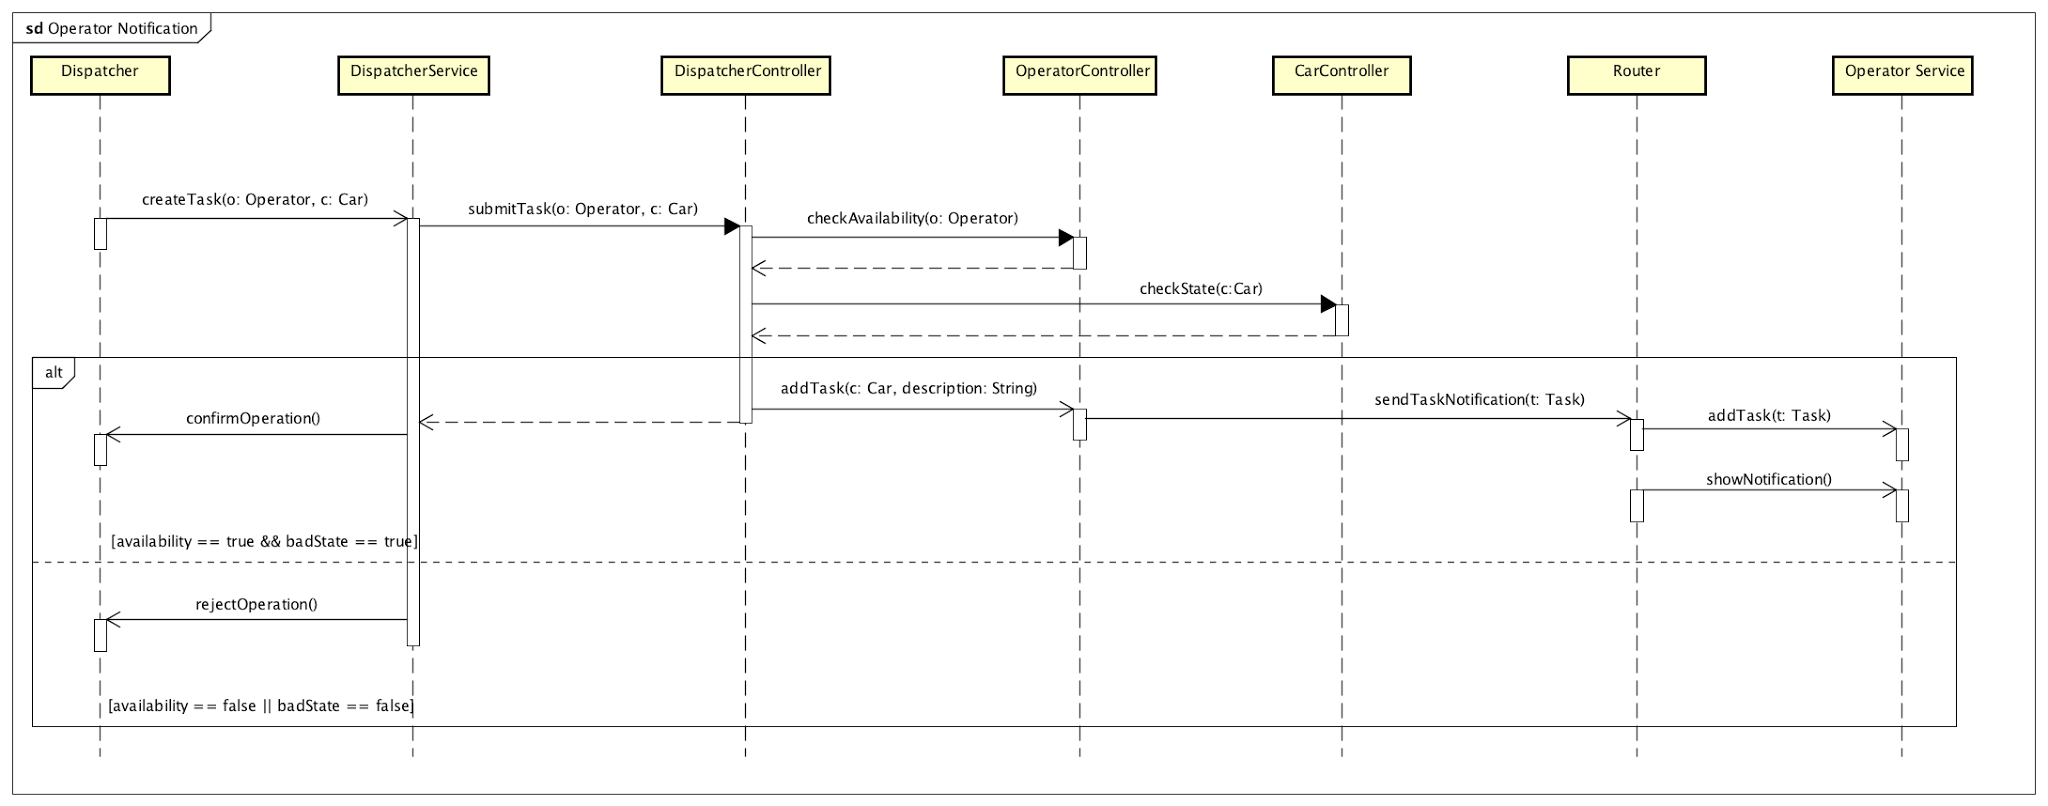 sd Operator Notification
Dispatcher
DispatcherService
DispatcherController
OperatorController
CarController
Router
Operator Service
createTask(o: Operator, c: Car)
submitTask(o: Operator, c: Car)
checkAvailability(o: Operator)
checkState(c:Car)
alt
addTask(c: Car, description: String)
sendTaskNotification(t: Task)
addTask(t: Task)
confirmOperation()
showNotification()
[availability == true && badState == true]
rejectOperation()
[availability == false || badState == false]